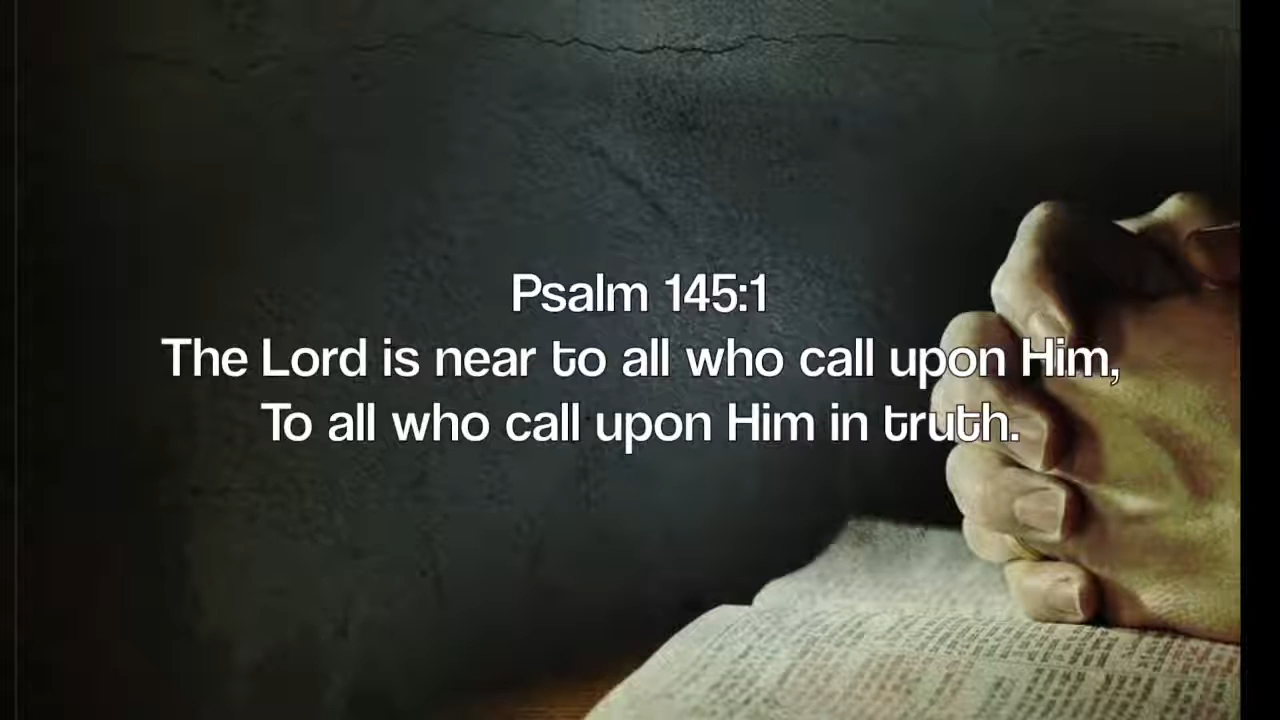 Psalm 145:1
The Lord is near to all who call upon Him,
To all who call upon Him in truth.